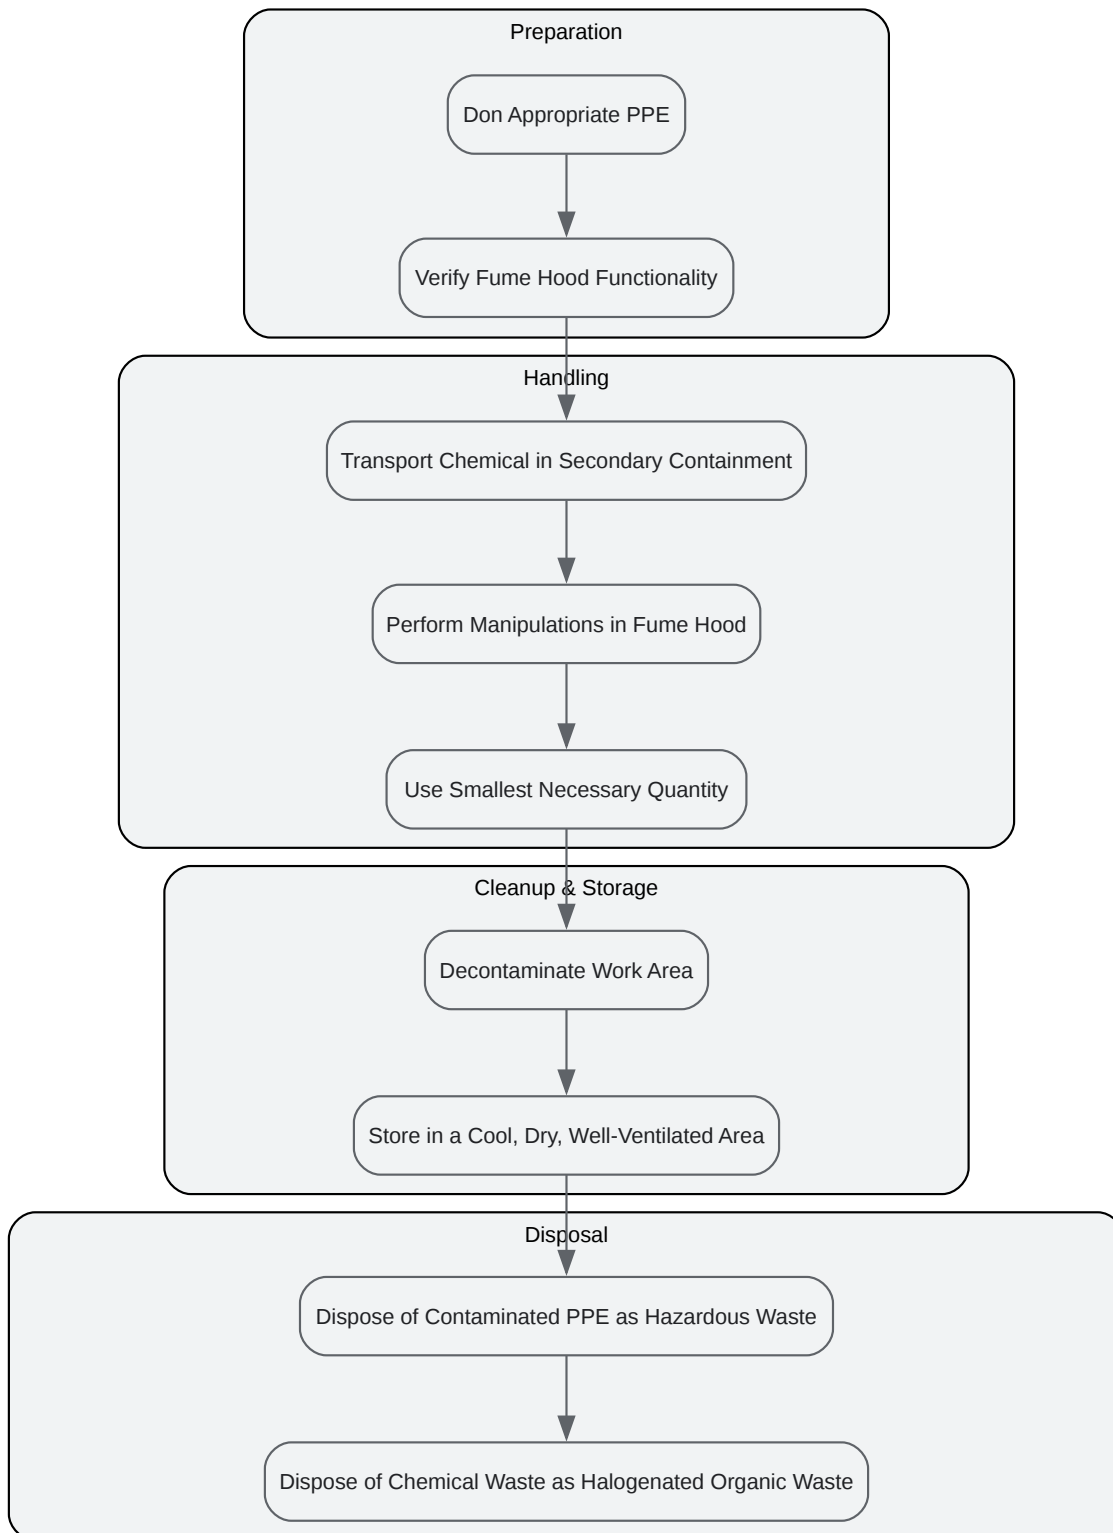 Preparation
Don Appropriate PPE
Verify Fume Hood Functionality
Handling
Transport Chemical in Secondary Containment
Perform Manipulations in Fume Hood
Use Smallest Necessary Quantity
Cleanup & Storage
Decontaminate Work Area
Store in a Cool, Dry, Well-Ventilated Area
Disposal
Dispose of Contaminated PPE as Hazardous Waste
Dispose of Chemical Waste as Halogenated Organic Waste